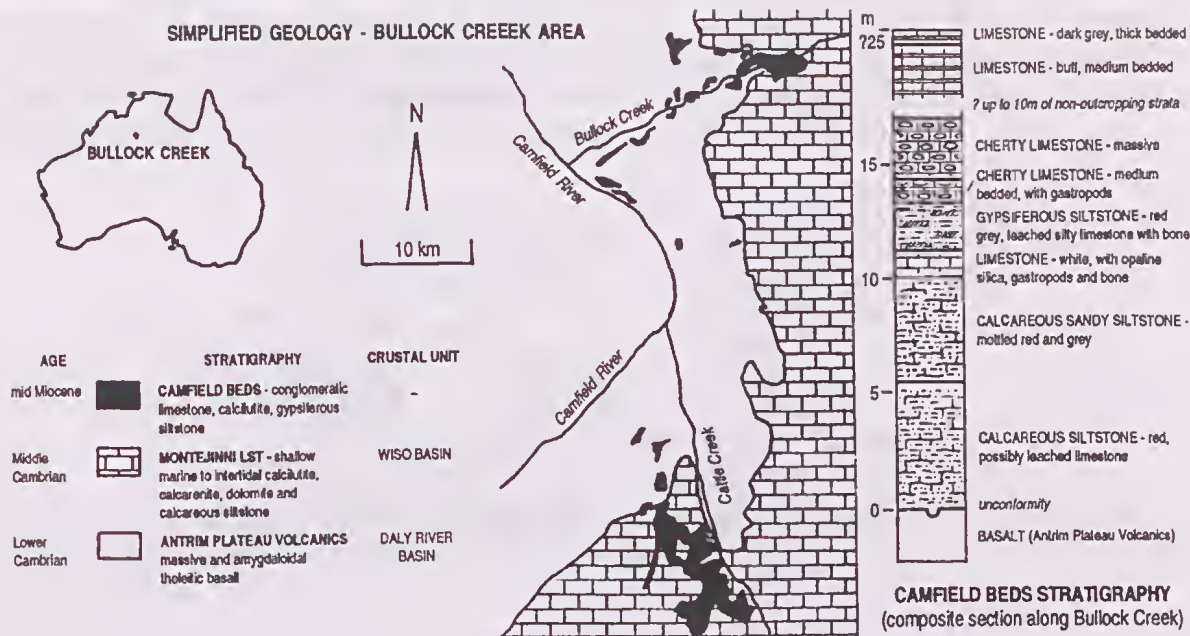 SIMPLIFIED GEOLOGY - BULLOCK CREEEK AREA
BULLOCK CREEK
N
10 km
Bullock Creek
Camfield River
Camfield River
Cattle Creek
AGE
STRATIGRAPHY
CRUSTAL UNIT
mid Miocene
CAMFIELD BEDS - conglomeratic
limestone, calcilutite, gypsiferous
siltstone
-
Middle
Cambrian
MONTEJINNI LST - shallow
marine to intertidal calcilutite,
calcarenite, dolomite and
calcareous siltstone
WISO BASIN
Lower
Cambrian
ANTRIM PLATEAU VOLCANICS
massive and amygdaloidal
tholeiitic basalt
DALY RIVER
BASIN
m
?25
15
10
5
0
LIMESTONE - dark grey, thick bedded
LIMESTONE - buff, medium bedded
? up to 10m of non-outcropping strata
CHERTY LIMESTONE - massive
CHERTY LIMESTONE - medium
bedded, with gastropods
GYPSIFEROUS SILTSTONE - red
grey, leached silty limestone with bone
LIMESTONE - white, with opaline
silica, gastropods and bone
CALCAREOUS SANDY SILTSTONE -
mottled red and grey
CALCAREOUS SILTSTONE - red,
possibly leached limestone
unconformity
BASALT (Antrim Plateau Volcanics)
CAMFIELD BEDS STRATIGRAPHY
(composite section along Bullock Creek)